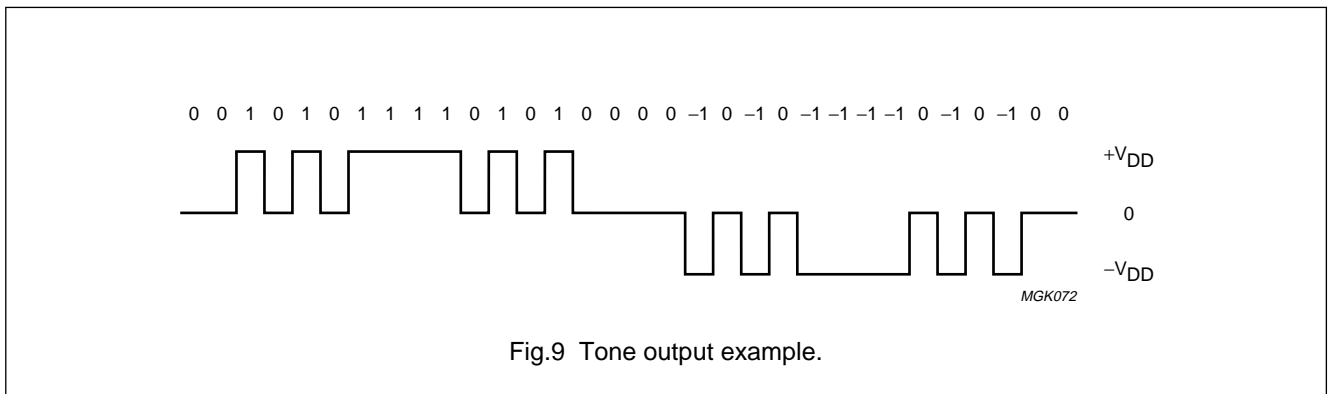 0 0 1 0 1 0 1 1 1 1 0 1 0 1 0 0 0 0 −1 0 −1 0 −1 −1 −1 −1 0 −1 0 −1 0 0
+VDD
0
−VDD
MGK072
Fig.9 Tone output example.